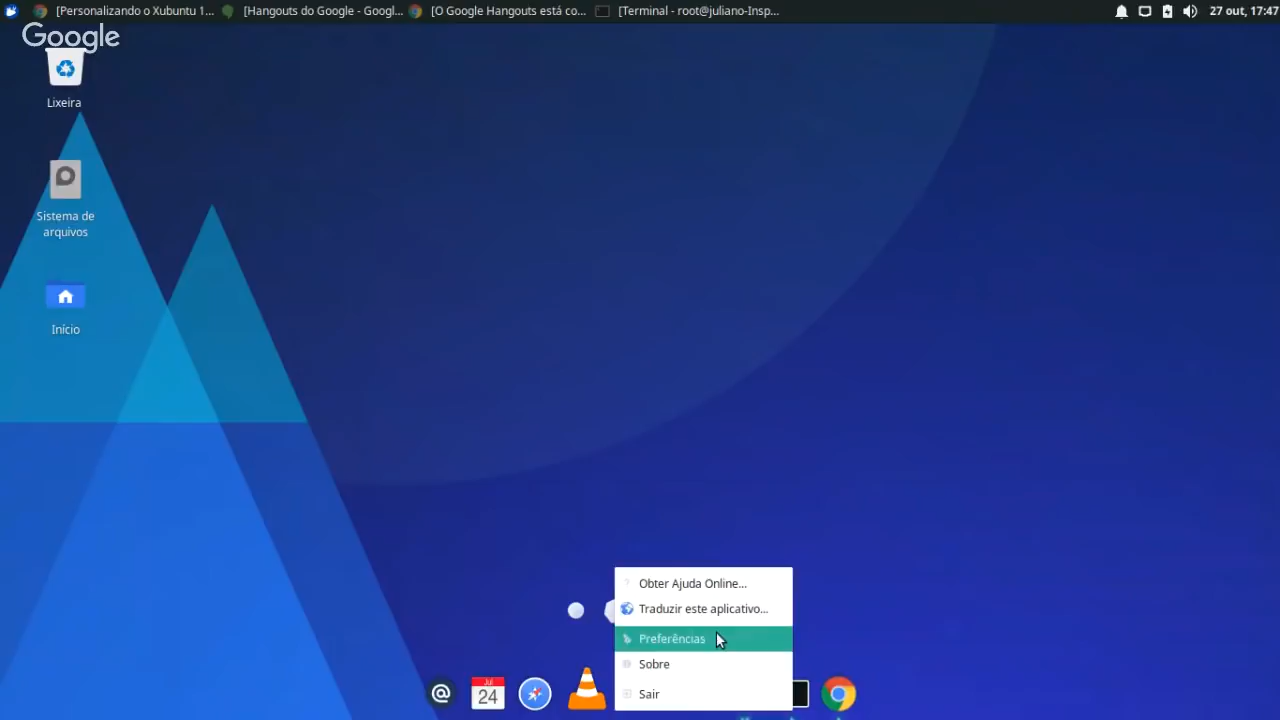 [Personalizando o Xubuntu 1... [Hangouts do Google - Googl... [O Google Hangouts está co... [Terminal - root@juliano-Insp... 27 out, 17:47
Google
Lixeira
Sistema de
arquivos
Início
Obter Ajuda Online...
Traduzir este aplicativo...
Preferências
Sobre
Sair
Jul
24
@